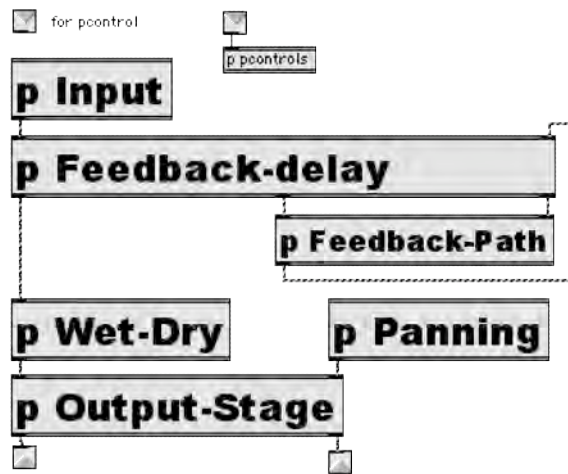 for pcontrol
p pcontrols
p Input
p Feedback-delay
p Feedback-Path
p Wet-Dry
p Panning
p Output-Stage